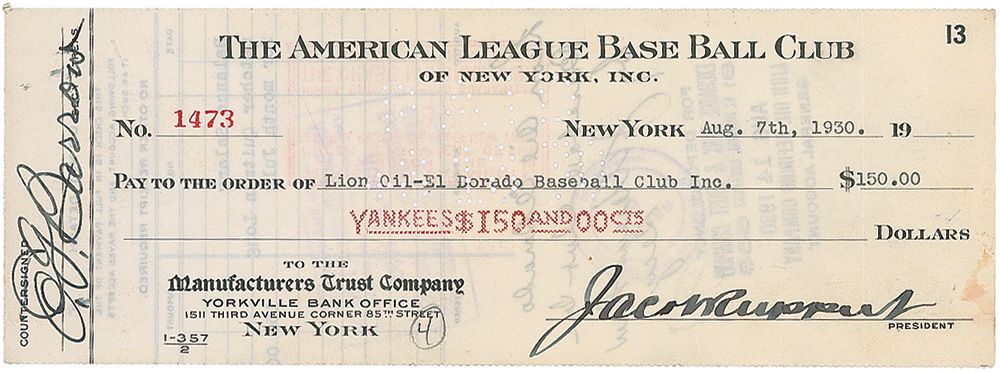 13
THE AMERICAN LEAGUE BASE BALL CLUB
OF NEW YORK, INC.
No. 1473
NEW YORK Aug. 7th, 1930. 19
PAY TO THE ORDER OF Lion Oil-El Dorado Baseball Club Inc. $150.00
YANKEES $150 AND 00 CTS
DOLLARS
TO THE
Manufacturers Trust Company
YORKVILLE BANK OFFICE
1511 THIRD AVENUE CORNER 85TH STREET
NEW YORK
4
1-357
2
Jacob Ruppert
PRESIDENT
COUNTERSIGNED